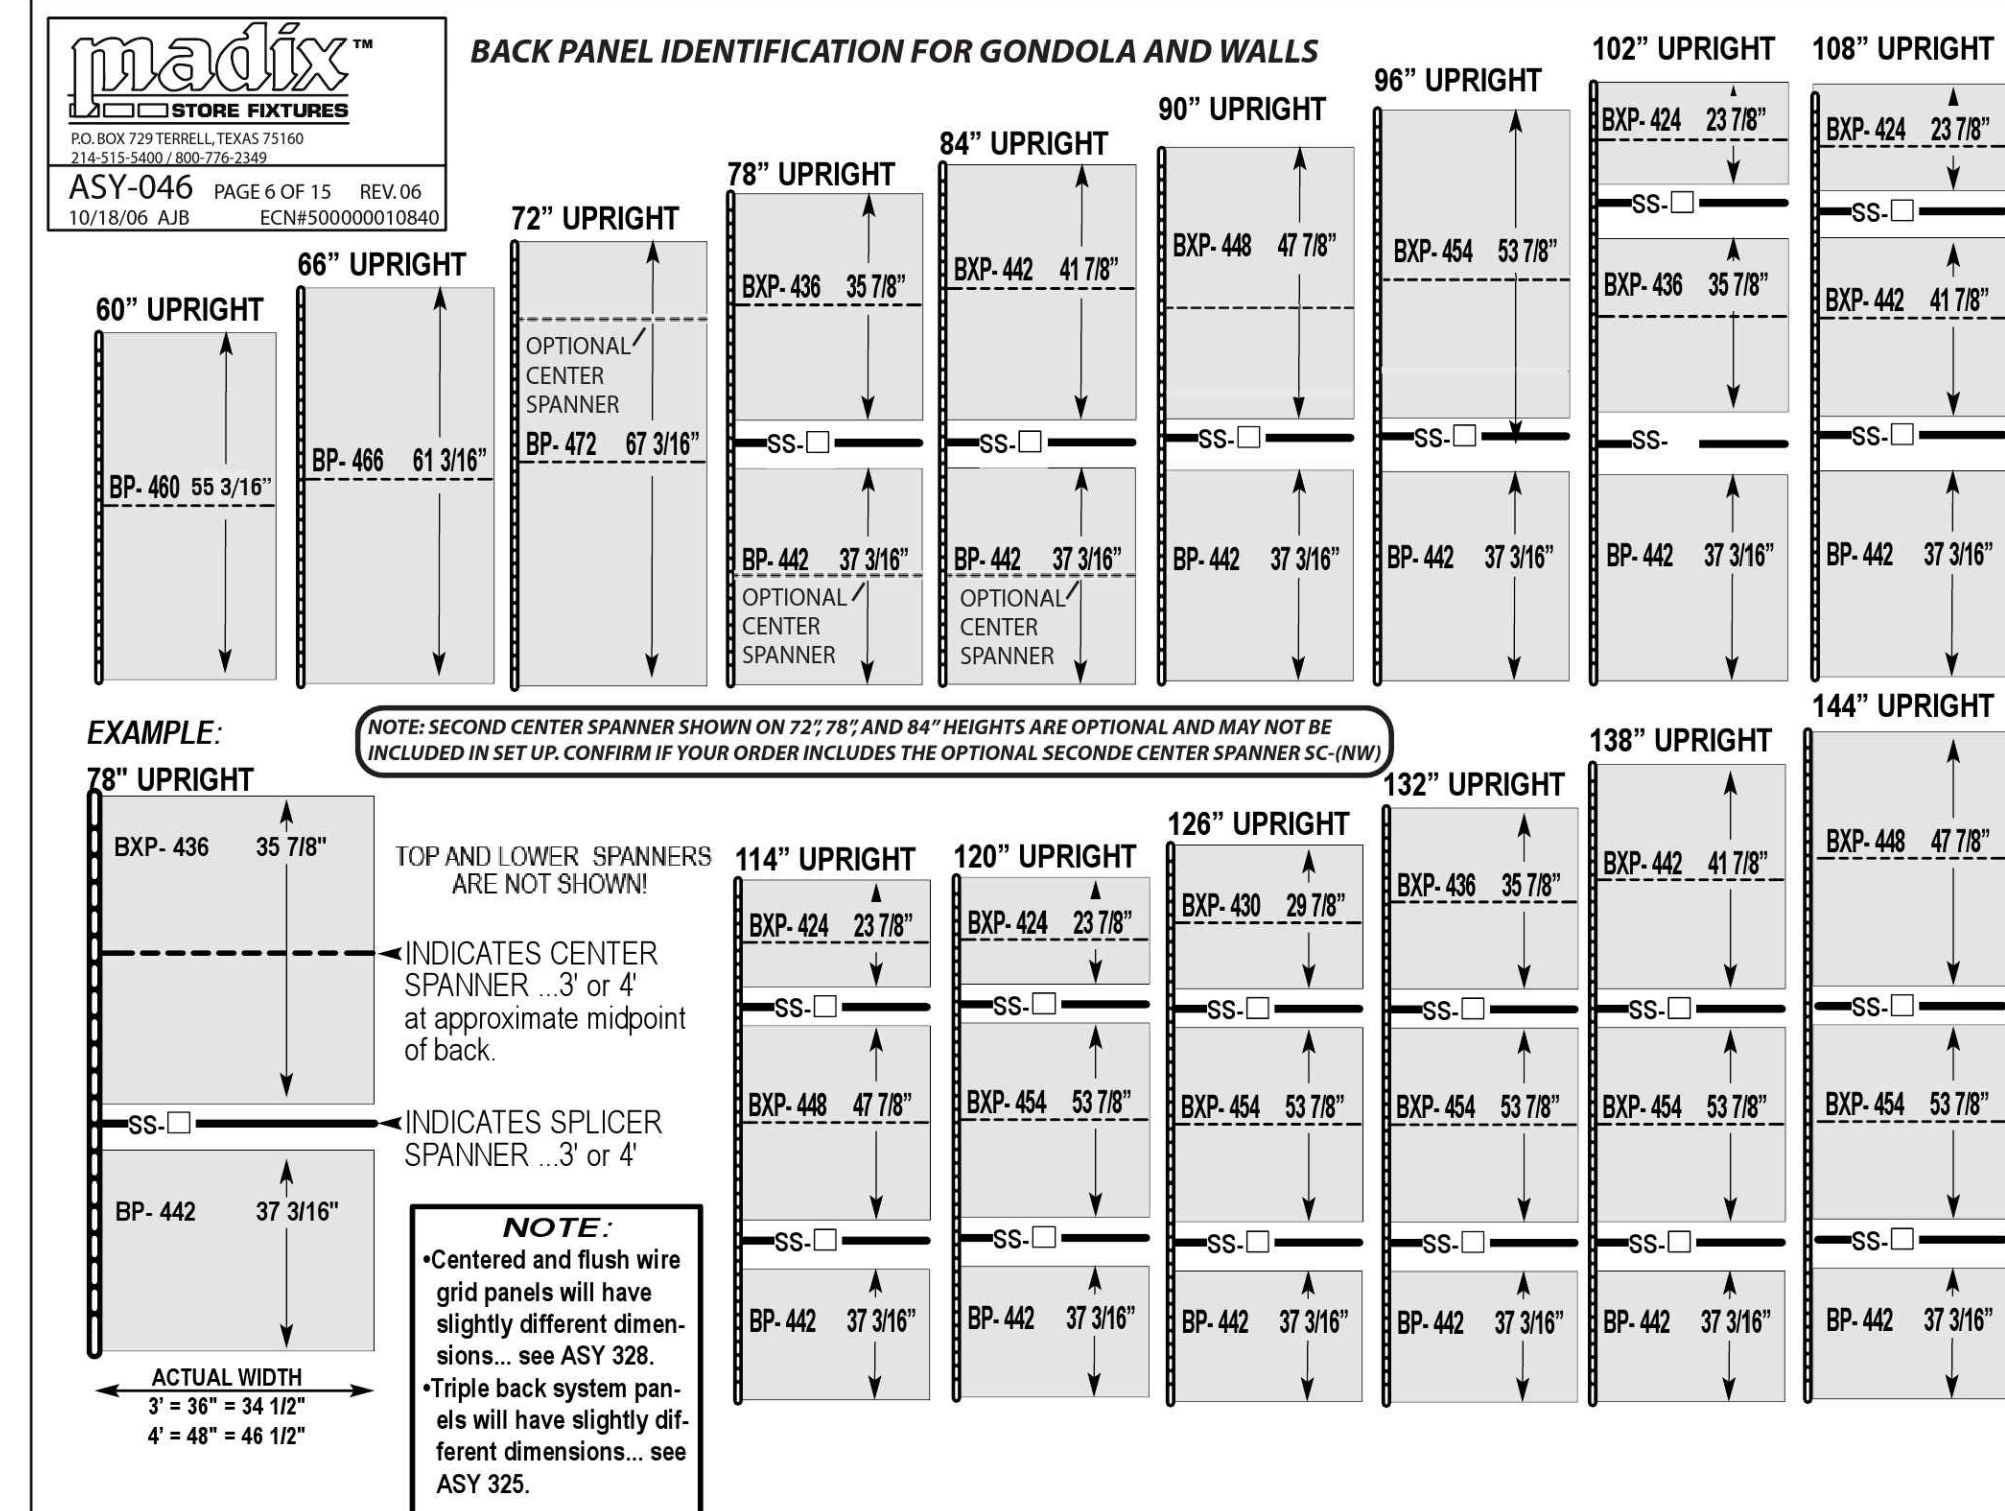 madix™
STORE FIXTURES
P.O. BOX 729 TERRELL, TEXAS 75160
214-515-5400 / 800-776-2349
ASY-046 PAGE 6 OF 15 REV. 06
10/18/06 AJB ECN#500000010840
BACK PANEL IDENTIFICATION FOR GONDOLA AND WALLS
60” UPRIGHT
BP- 460 55 3/16”
66” UPRIGHT
BP- 466 61 3/16”
72” UPRIGHT
OPTIONAL
CENTER
SPANNER
BP- 472 67 3/16”
78” UPRIGHT
BXP- 436 35 7/8”
SS-
BP- 442 37 3/16”
OPTIONAL
CENTER
SPANNER
84” UPRIGHT
BXP- 442 41 7/8”
SS-
BP- 442 37 3/16”
OPTIONAL
CENTER
SPANNER
90” UPRIGHT
BXP- 448 47 7/8”
SS-
BP- 442 37 3/16”
96” UPRIGHT
BXP- 454 53 7/8”
SS-
BP- 442 37 3/16”
102” UPRIGHT
BXP- 424 23 7/8”
SS-
BXP- 436 35 7/8”
SS-
BP- 442 37 3/16”
108” UPRIGHT
BXP- 424 23 7/8”
SS-
BXP- 442 41 7/8”
SS-
BP- 442 37 3/16”
NOTE: SECOND CENTER SPANNER SHOWN ON 72”, 78”, AND 84” HEIGHTS ARE OPTIONAL AND MAY NOT BE
INCLUDED IN SET UP. CONFIRM IF YOUR ORDER INCLUDES THE OPTIONAL SECONDE CENTER SPANNER SC-(NW)
EXAMPLE:
78" UPRIGHT
BXP- 436 35 7/8"
SS-
BP- 442 37 3/16"
ACTUAL WIDTH
3’ = 36" = 34 1/2"
4’ = 48" = 46 1/2"
TOP AND LOWER SPANNERS
ARE NOT SHOWN!
INDICATES CENTER
SPANNER ...3' or 4'
at approximate midpoint
of back.
INDICATES SPLICER
SPANNER ...3' or 4'
NOTE:
•Centered and flush wire
grid panels will have
slightly different dimen-
sions... see ASY 328.
•Triple back system pan-
els will have slightly dif-
ferent dimensions... see
ASY 325.
114” UPRIGHT
BXP- 424 23 7/8”
SS-
BXP- 448 47 7/8”
SS-
BP- 442 37 3/16”
120” UPRIGHT
BXP- 424 23 7/8”
SS-
BXP- 454 53 7/8”
SS-
BP- 442 37 3/16”
126” UPRIGHT
BXP- 430 29 7/8”
SS-
BXP- 454 53 7/8”
SS-
BP- 442 37 3/16”
132” UPRIGHT
BXP- 436 35 7/8”
SS-
BXP- 454 53 7/8”
SS-
BP- 442 37 3/16”
138” UPRIGHT
BXP- 442 41 7/8”
SS-
BXP- 454 53 7/8”
SS-
BP- 442 37 3/16”
144” UPRIGHT
BXP- 448 47 7/8”
SS-
BXP- 454 53 7/8”
SS-
BP- 442 37 3/16”